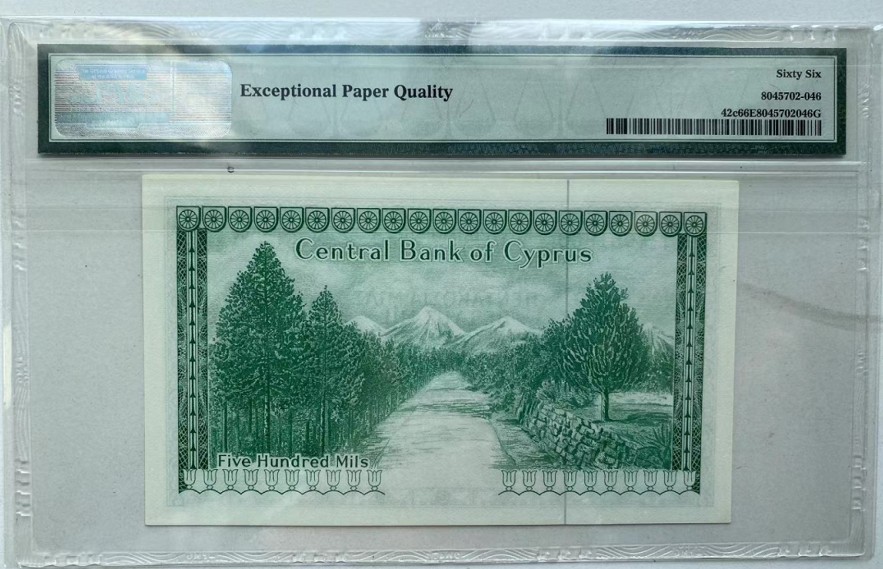 Exceptional Paper Quality
Sixty Six
8045702-046
42c66E8045702046G
Central Bank of Cyprus
Five Hundred Mils